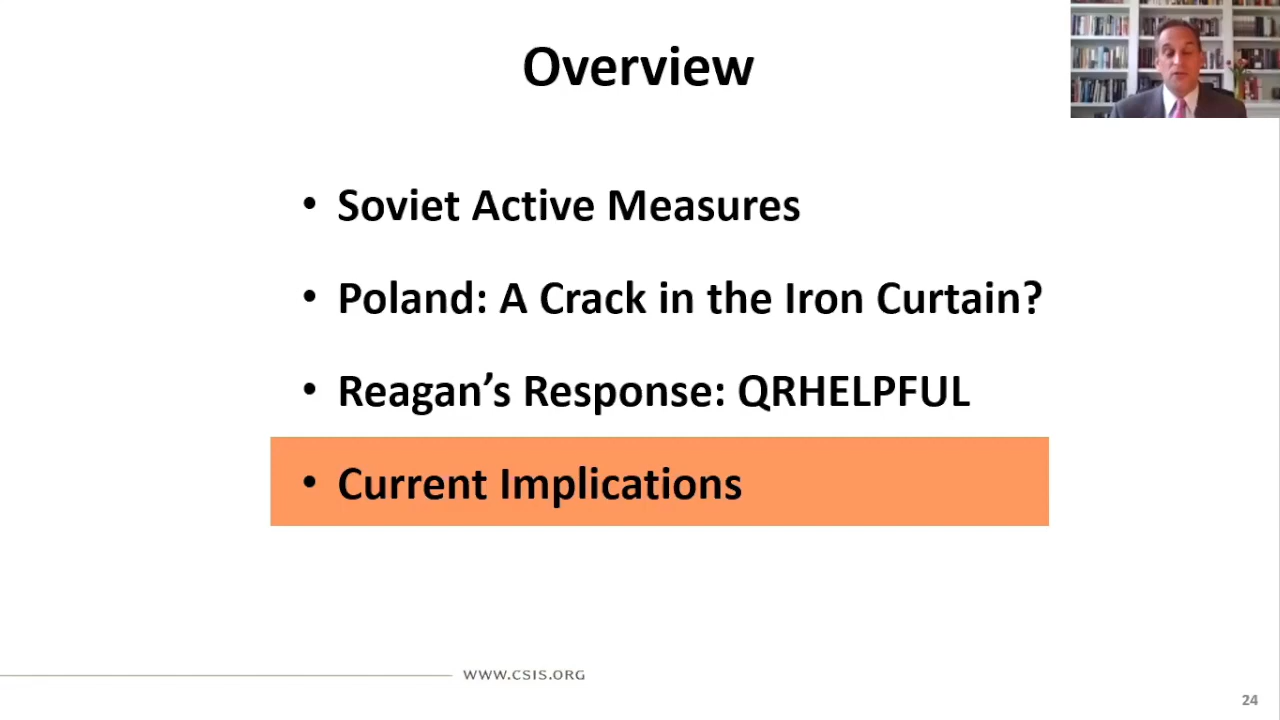 Overview
• Soviet Active Measures
• Poland: A Crack in the Iron Curtain?
• Reagan’s Response: QRHELPFUL
• Current Implications
WWW.CSIS.ORG
24